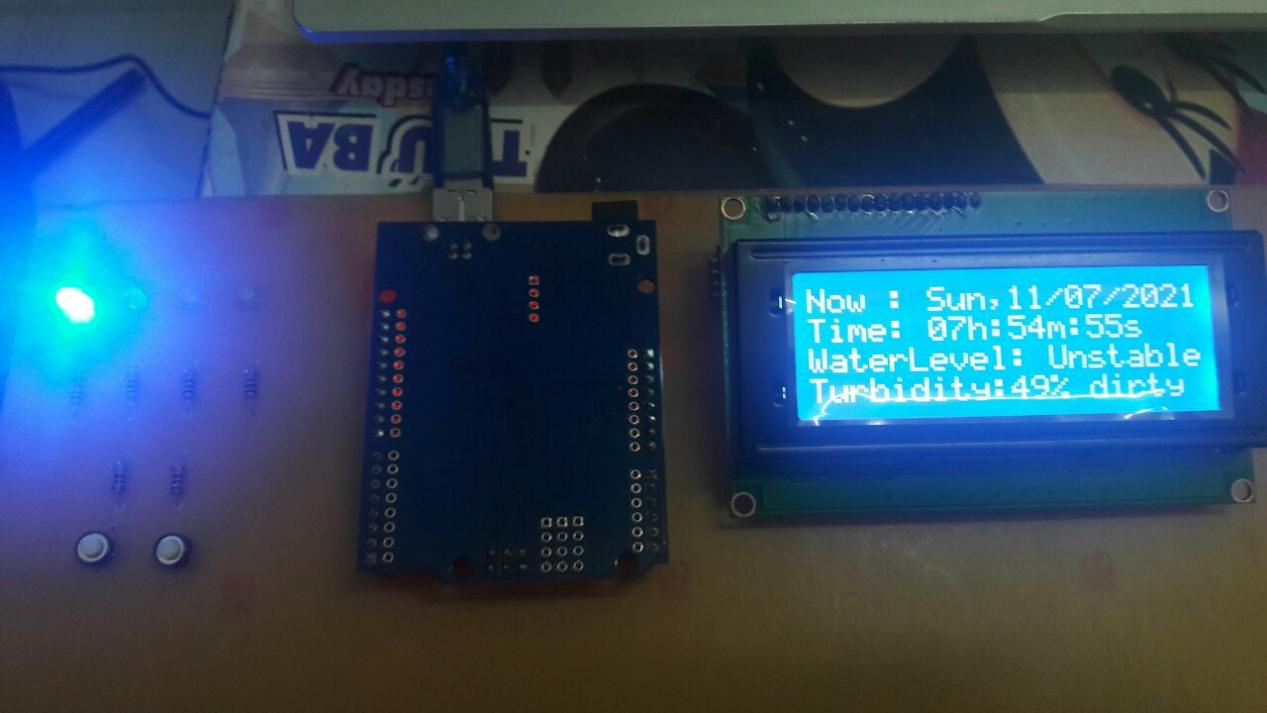 Now : Sun,11/07/2021
Time: 07h:54m:55s
WaterLevel: Unstable
Turbidity:49% dirty